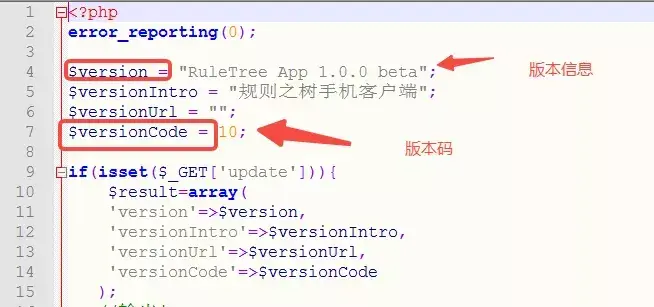 1 <?php
2 error_reporting(0);
3
4 $version = "RuleTree App 1.0.0 beta"; 版本信息
5 $versionIntro = "规则之树手机客户端";
6 $versionUrl = "";
7 $versionCode = 10; 版本码
8
9 if(isset($_GET['update'])){
10 $result=array(
11 'version'=>$version,
12 'versionIntro'=>$versionIntro,
13 'versionUrl'=>$versionUrl,
14 'versionCode'=>$versionCode
15 );